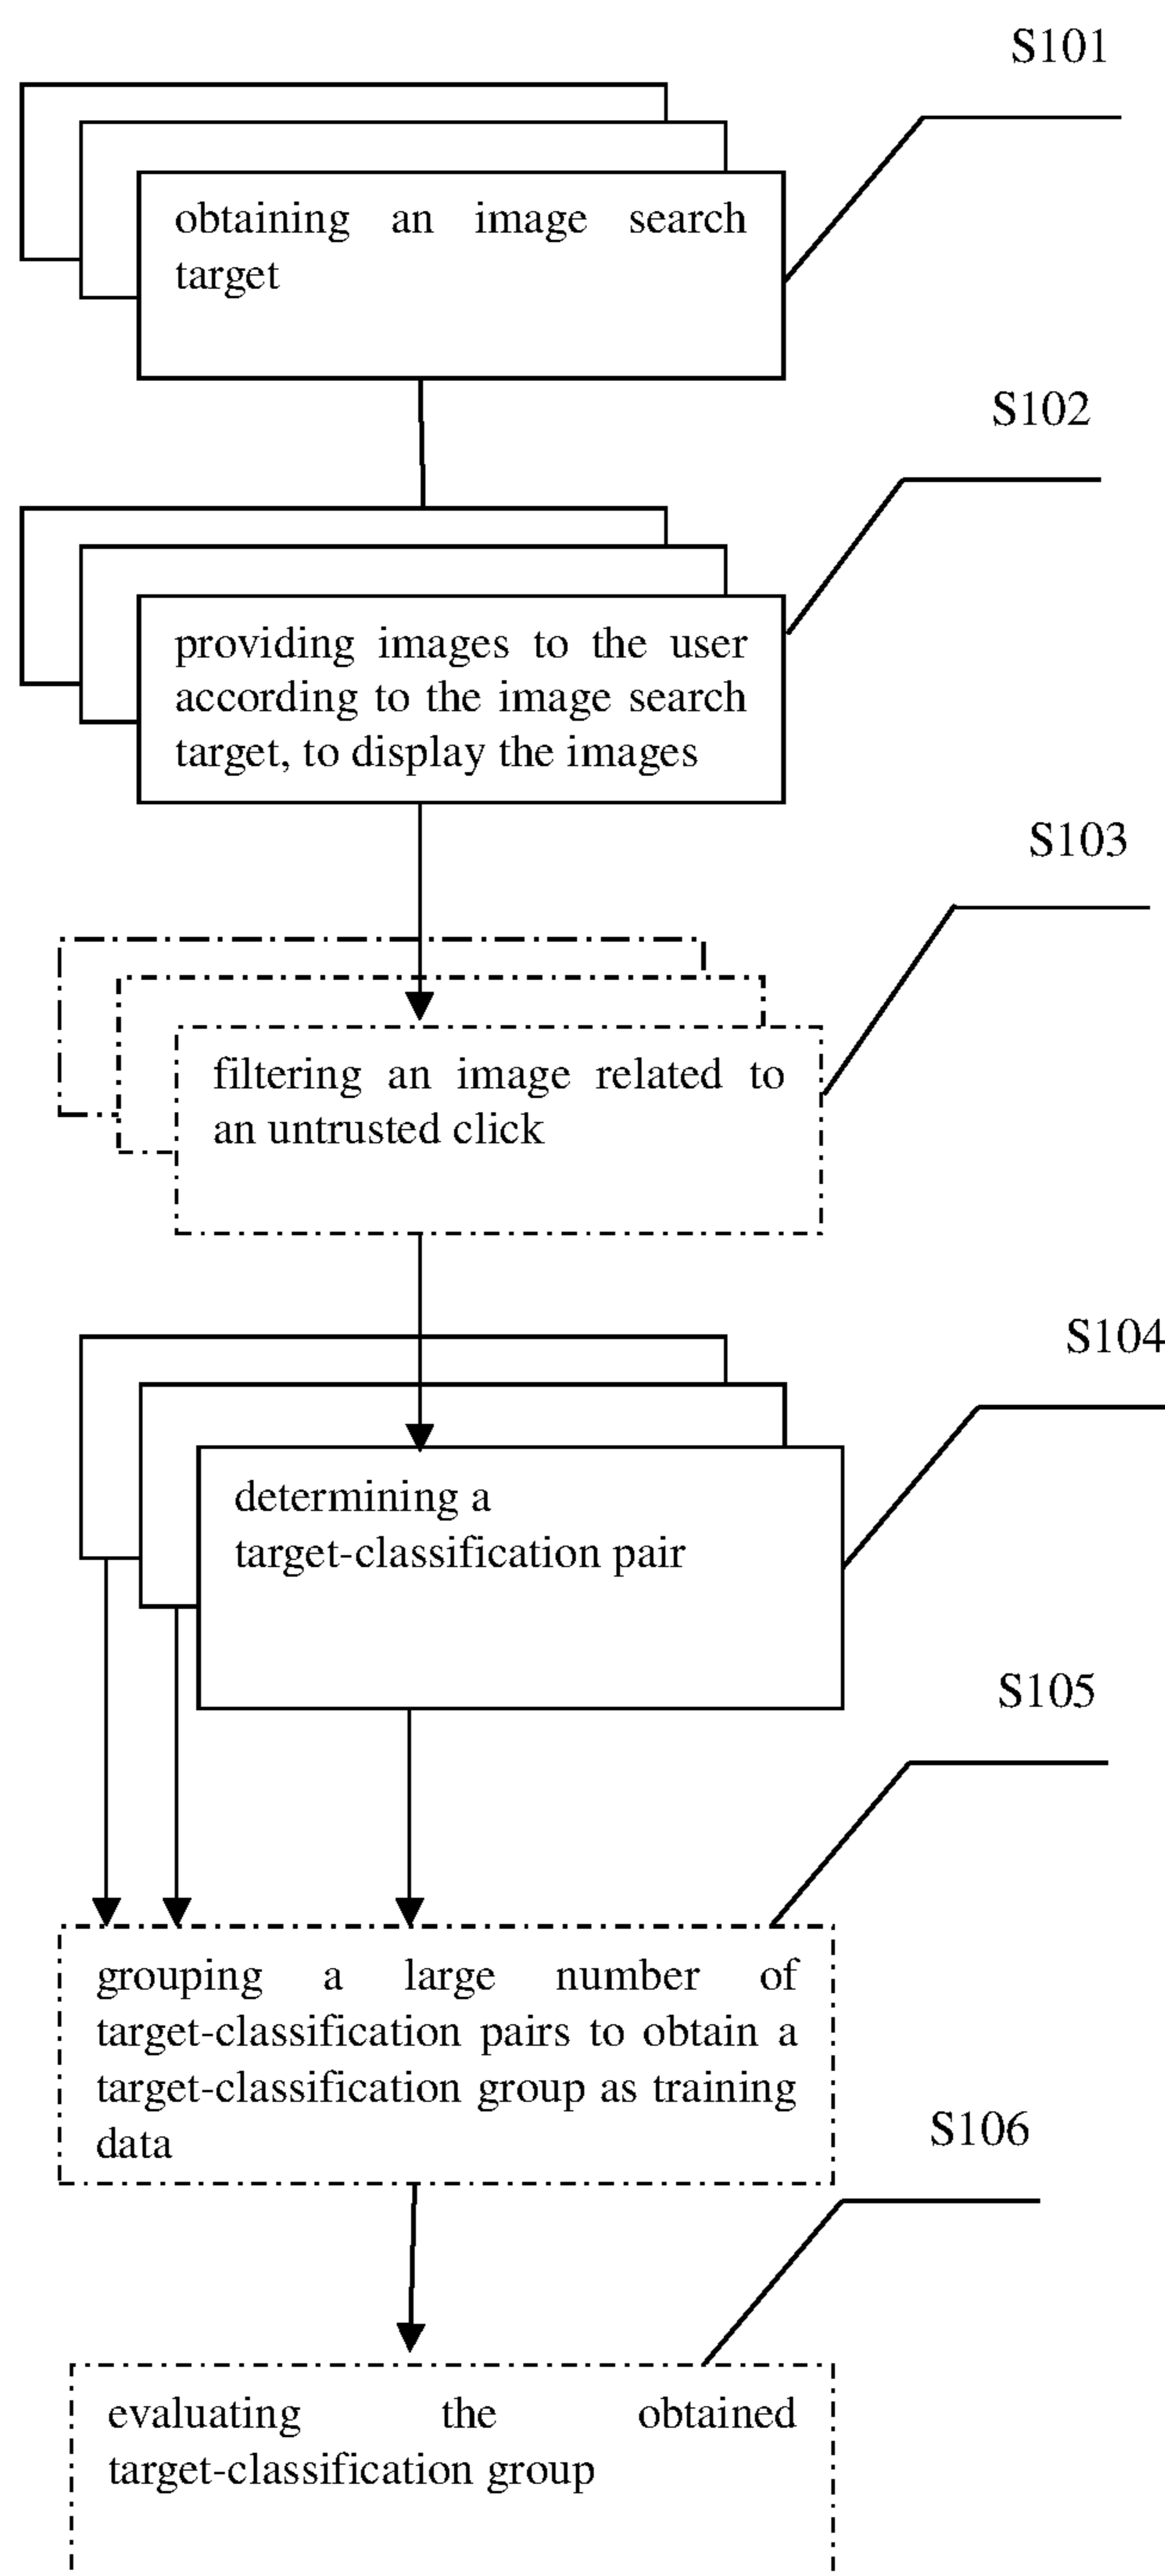 S101
obtaining an image search
target
S102
providing images to the user
according to the image search
target, to display the images
S103
filtering an image related to
an untrusted click
S104
determining a
target-classification pair
S105
grouping a large number of
target-classification pairs to obtain a
target-classification group as training
data
S106
evaluating the obtained
target-classification group